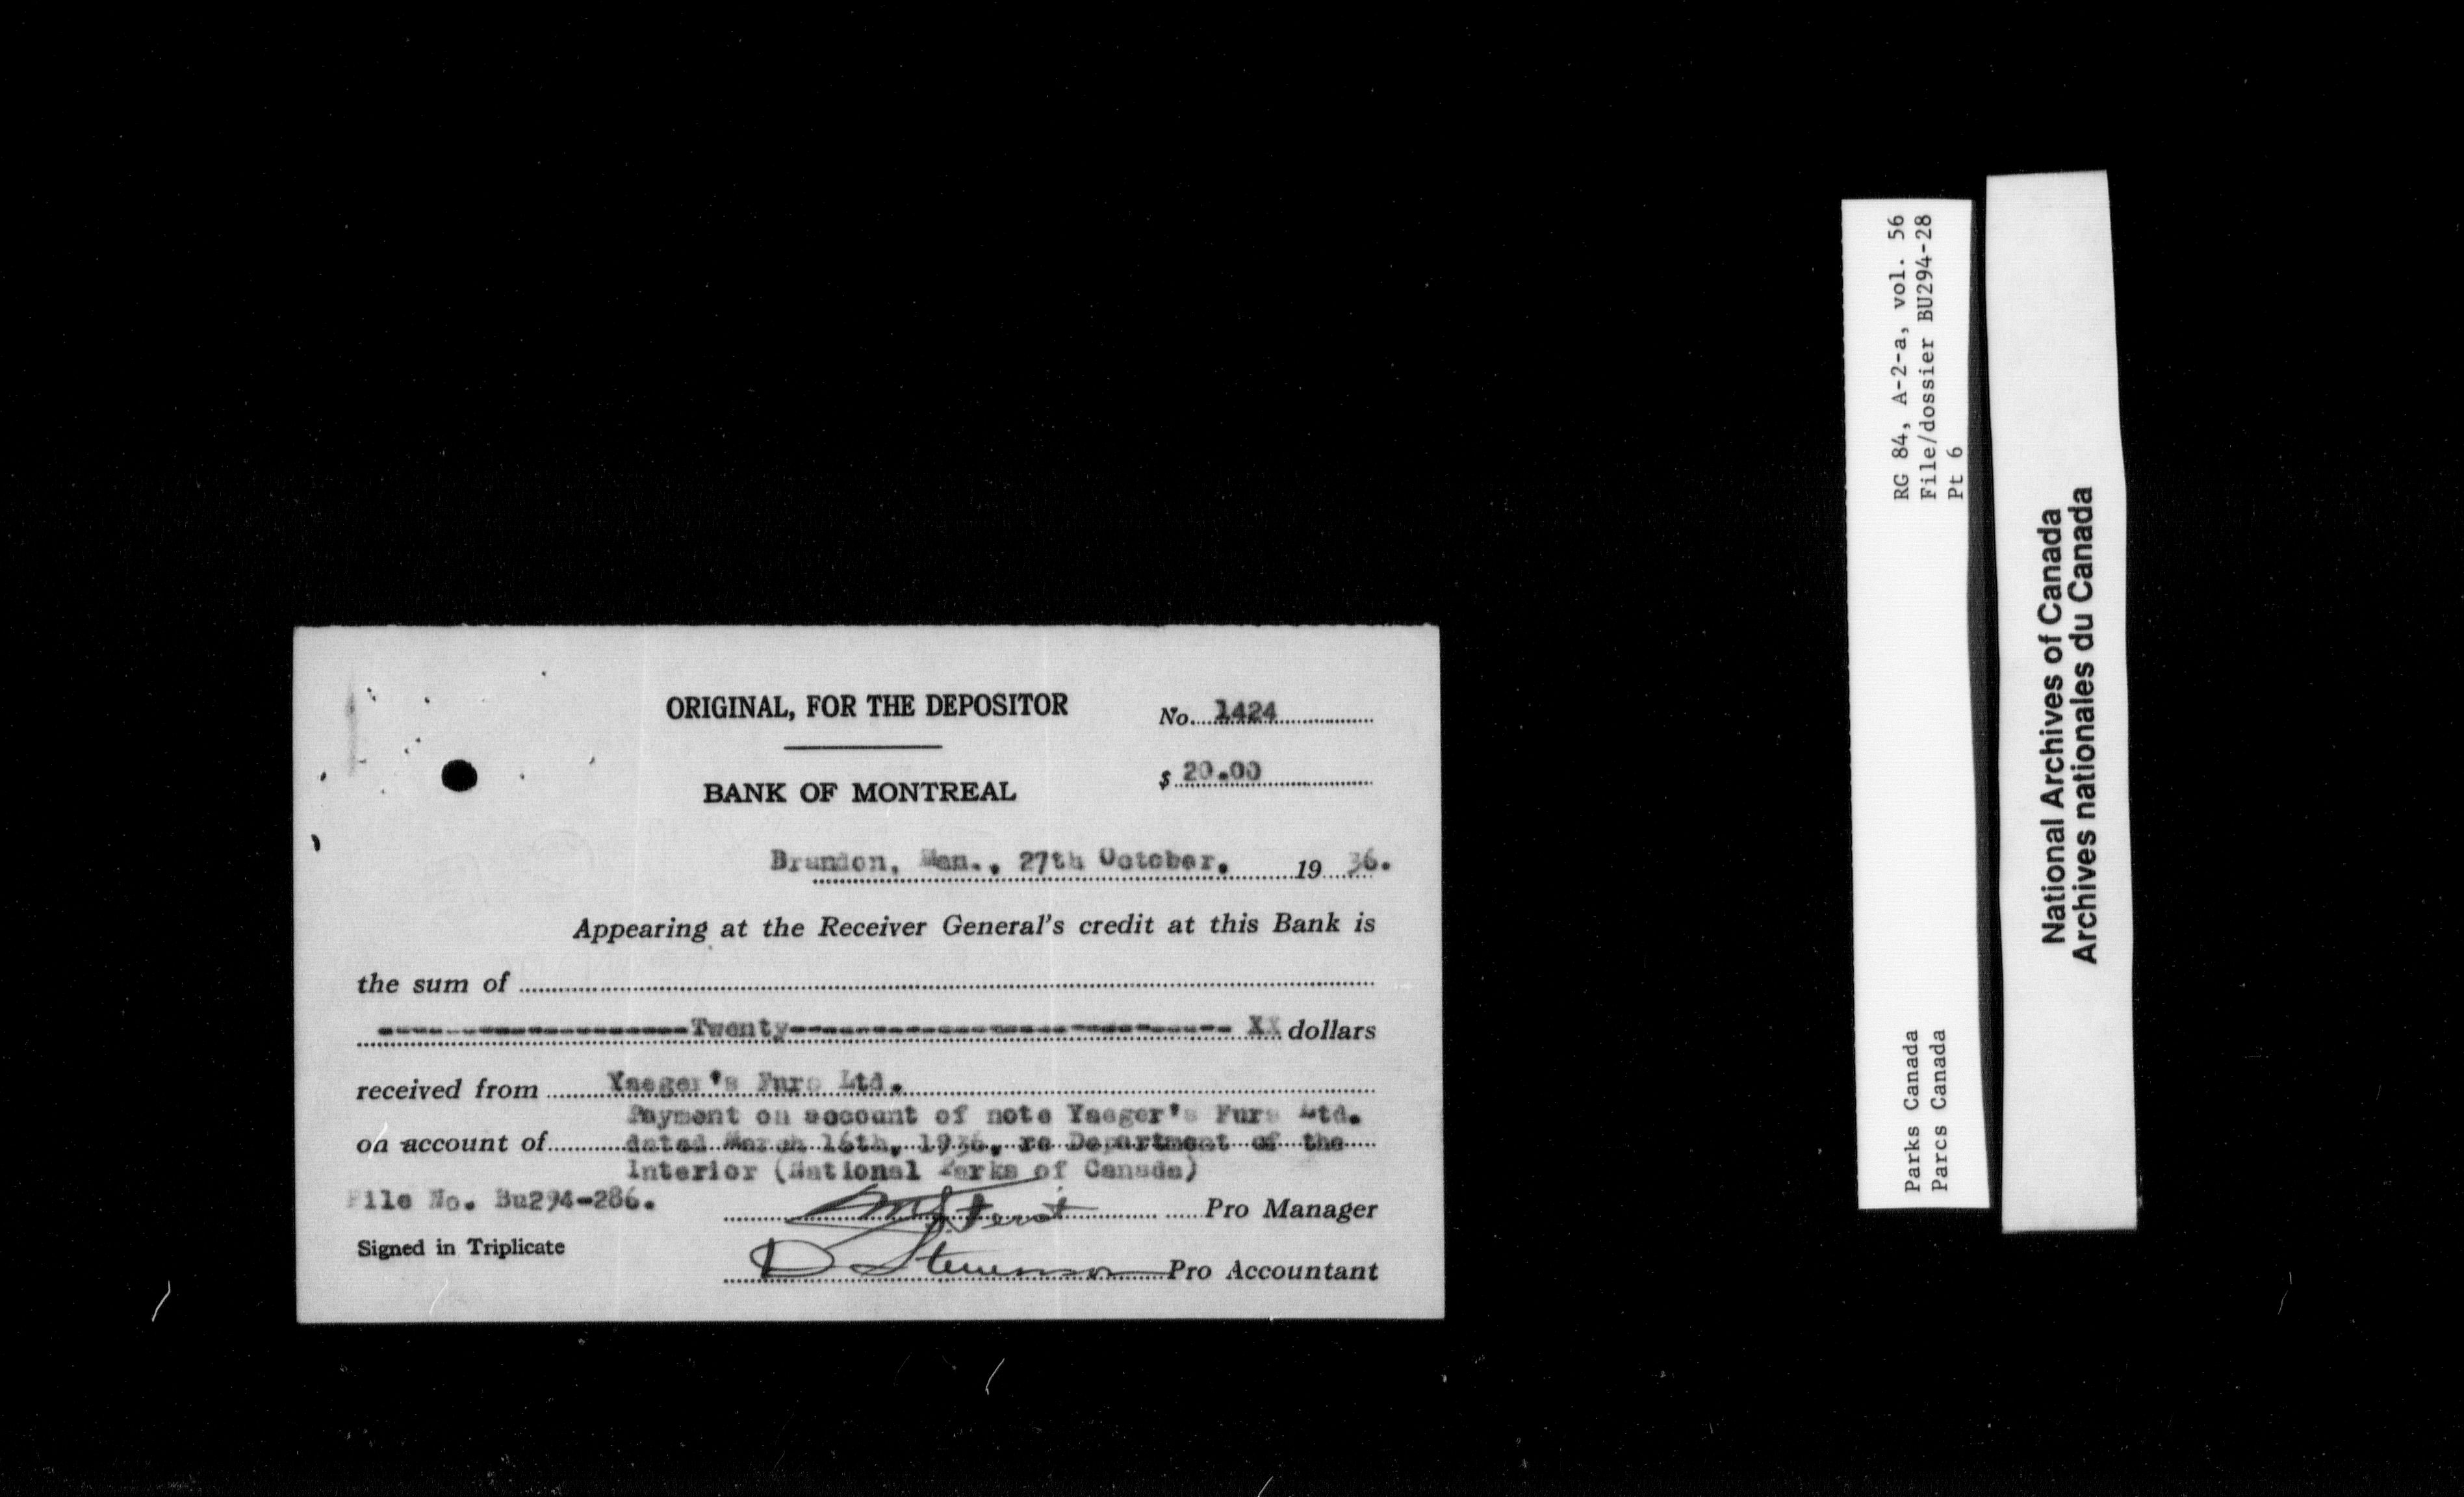 ORIGINAL, FOR THE DEPOSITOR
No. 1424
$ 20.00
BANK OF MONTREAL
Brandon, Man., 27th October, 19 36.
Appearing at the Receiver General's credit at this Bank is
the sum of
--------------------Twenty---------------------------- XX dollars
received from Yaeger's Furs Ltd.
Payment on account of note Yaeger's Furs Ltd.
on account of dated March 16th, 1936, re Department of the
Interior (National Parks of Canada)
File No. Bu294-286.
Pro Manager
Signed in Triplicate
D Stevenson Pro Accountant
RG 84, A-2-a, vol. 56
File/dossier BU294-28
Pt 6
Parks Canada
Parcs Canada
National Archives of Canada
Archives nationales du Canada